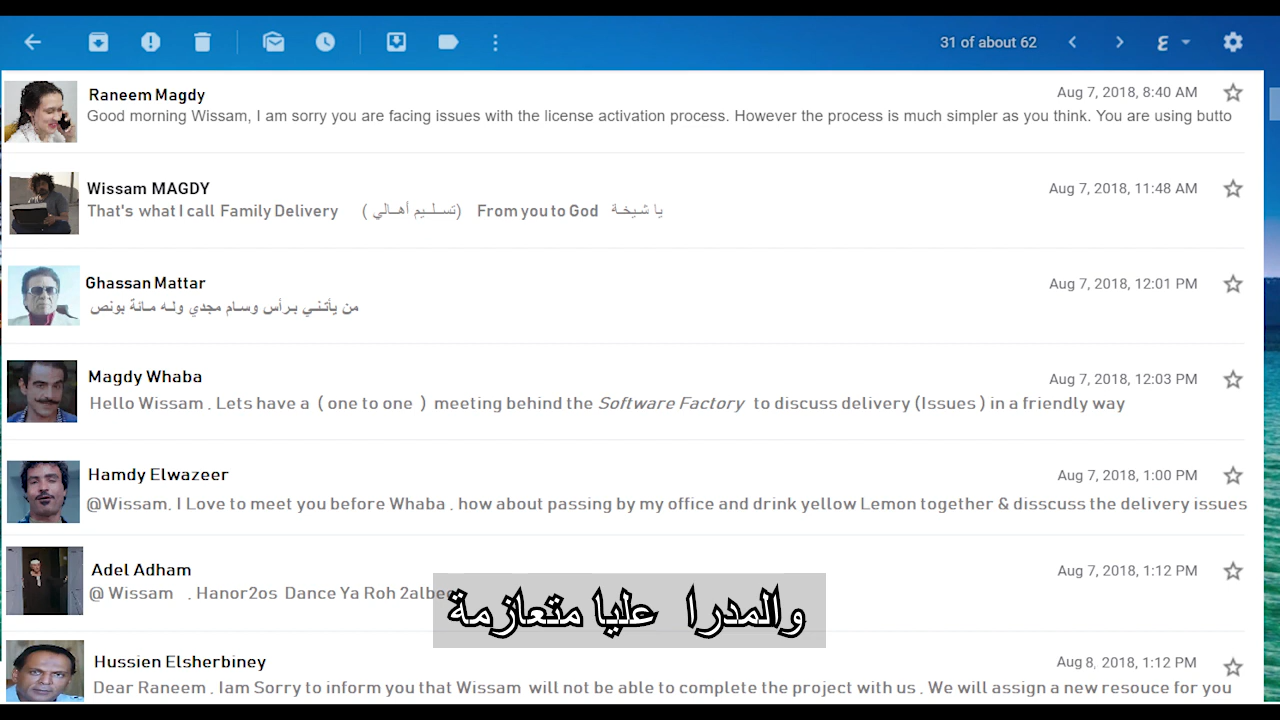 31 of about 62
ع
Raneem Magdy
Aug 7, 2018, 8:40 AM
Good morning Wissam, I am sorry you are facing issues with the license activation process. However the process is much simpler as you think. You are using butto
Wissam MAGDY
Aug 7, 2018, 11:48 AM
That's what I call Family Delivery (تسليم أهالي) From you to God يا شيخة
Ghassan Mattar
Aug 7, 2018, 12:01 PM
من يأتني برأس وسام مجدي وله مائة بونص
Magdy Whaba
Aug 7, 2018, 12:03 PM
Hello Wissam . Lets have a ( one to one ) meeting behind the Software Factory to discuss delivery (Issues ) in a friendly way
Hamdy Elwazeer
Aug 7, 2018, 1:00 PM
@Wissam, I Love to meet you before Whaba , how about passing by my office and drink yellow Lemon together & disscuss the delivery issues
Adel Adham
Aug 7, 2018, 1:12 PM
@ Wissam . Hanor2os Dance Ya Roh 2albe
والمدرا عليا متعازمة
Hussien Elsherbiney
Aug 8, 2018, 1:12 PM
Dear Raneem . Iam Sorry to inform you that Wissam will not be able to complete the project with us . We will assign a new resouce for you